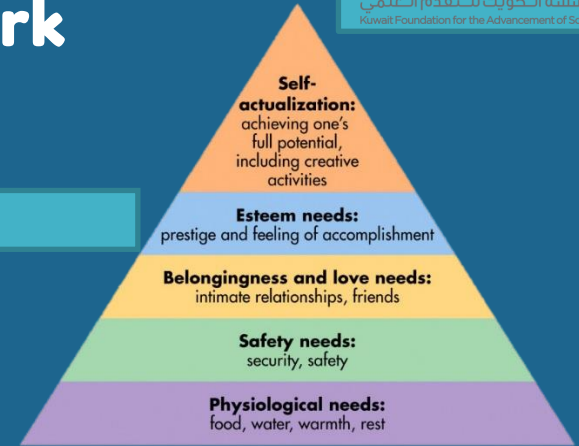 rk
Kuwait Foundation for the Advancement of Sc
Self-
actualization:
achieving one's
full potential,
including creative
activities
Esteem needs:
prestige and feeling of accomplishment
Belongingness and love needs:
intimate relationships, friends
Safety needs:
security, safety
Physiological needs:
food, water, warmth, rest